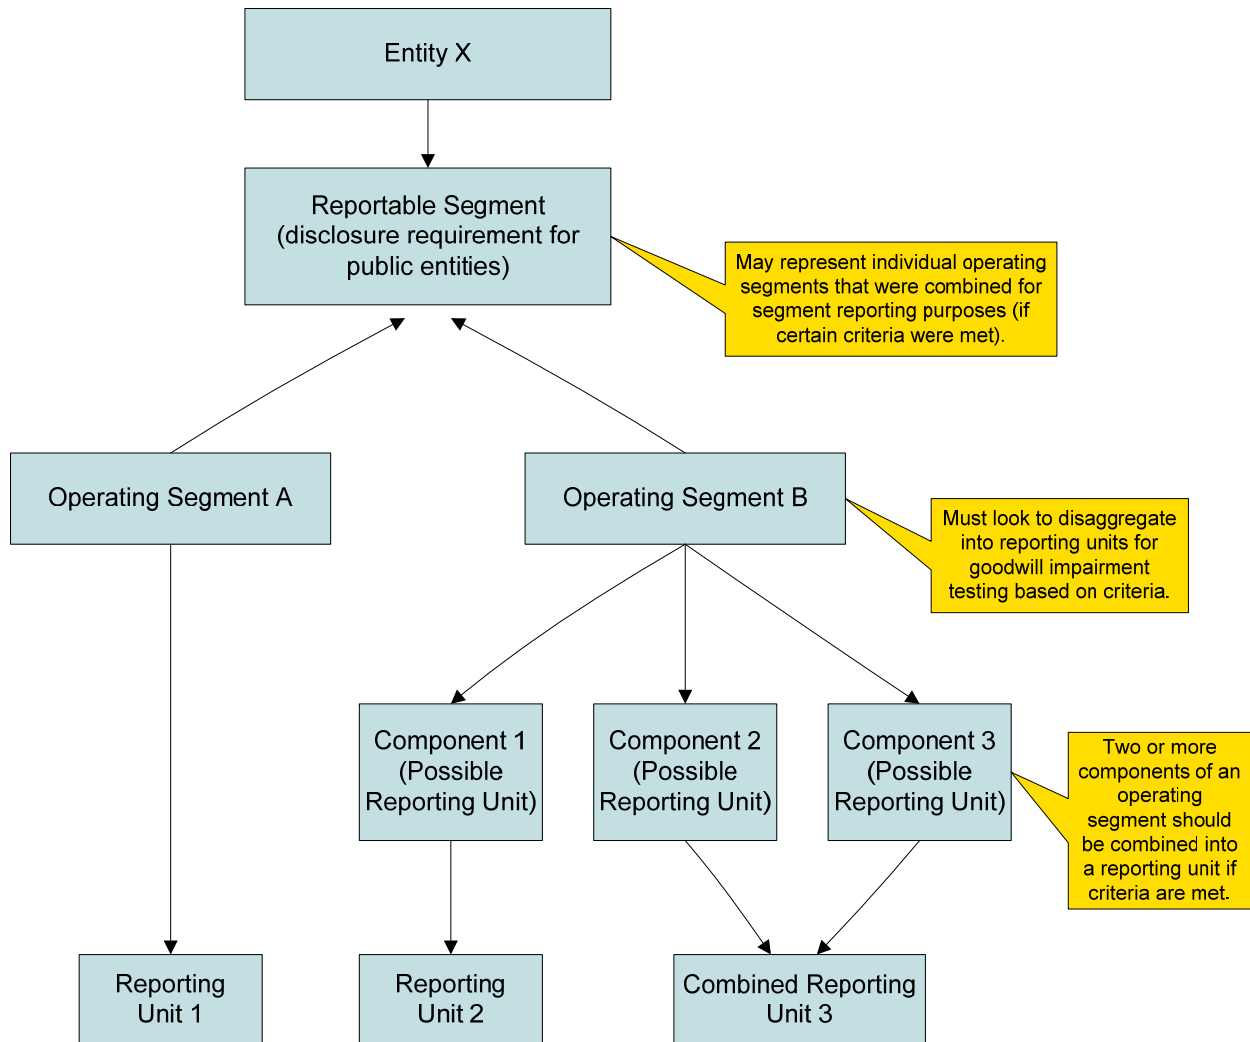 Entity X
Reportable Segment
(disclosure requirement for
public entities)
May represent individual operating
segments that were combined for
segment reporting purposes (if
certain criteria were met).
Operating Segment A
Operating Segment B
Must look to disaggregate
into reporting units for
goodwill impairment
testing based on criteria.
Component 1
(Possible
Reporting Unit)
Component 2
(Possible
Reporting Unit)
Component 3
(Possible
Reporting Unit)
Two or more
components of an
operating
segment should
be combined into
a reporting unit if
criteria are met.
Reporting
Unit 1
Reporting
Unit 2
Combined Reporting
Unit 3